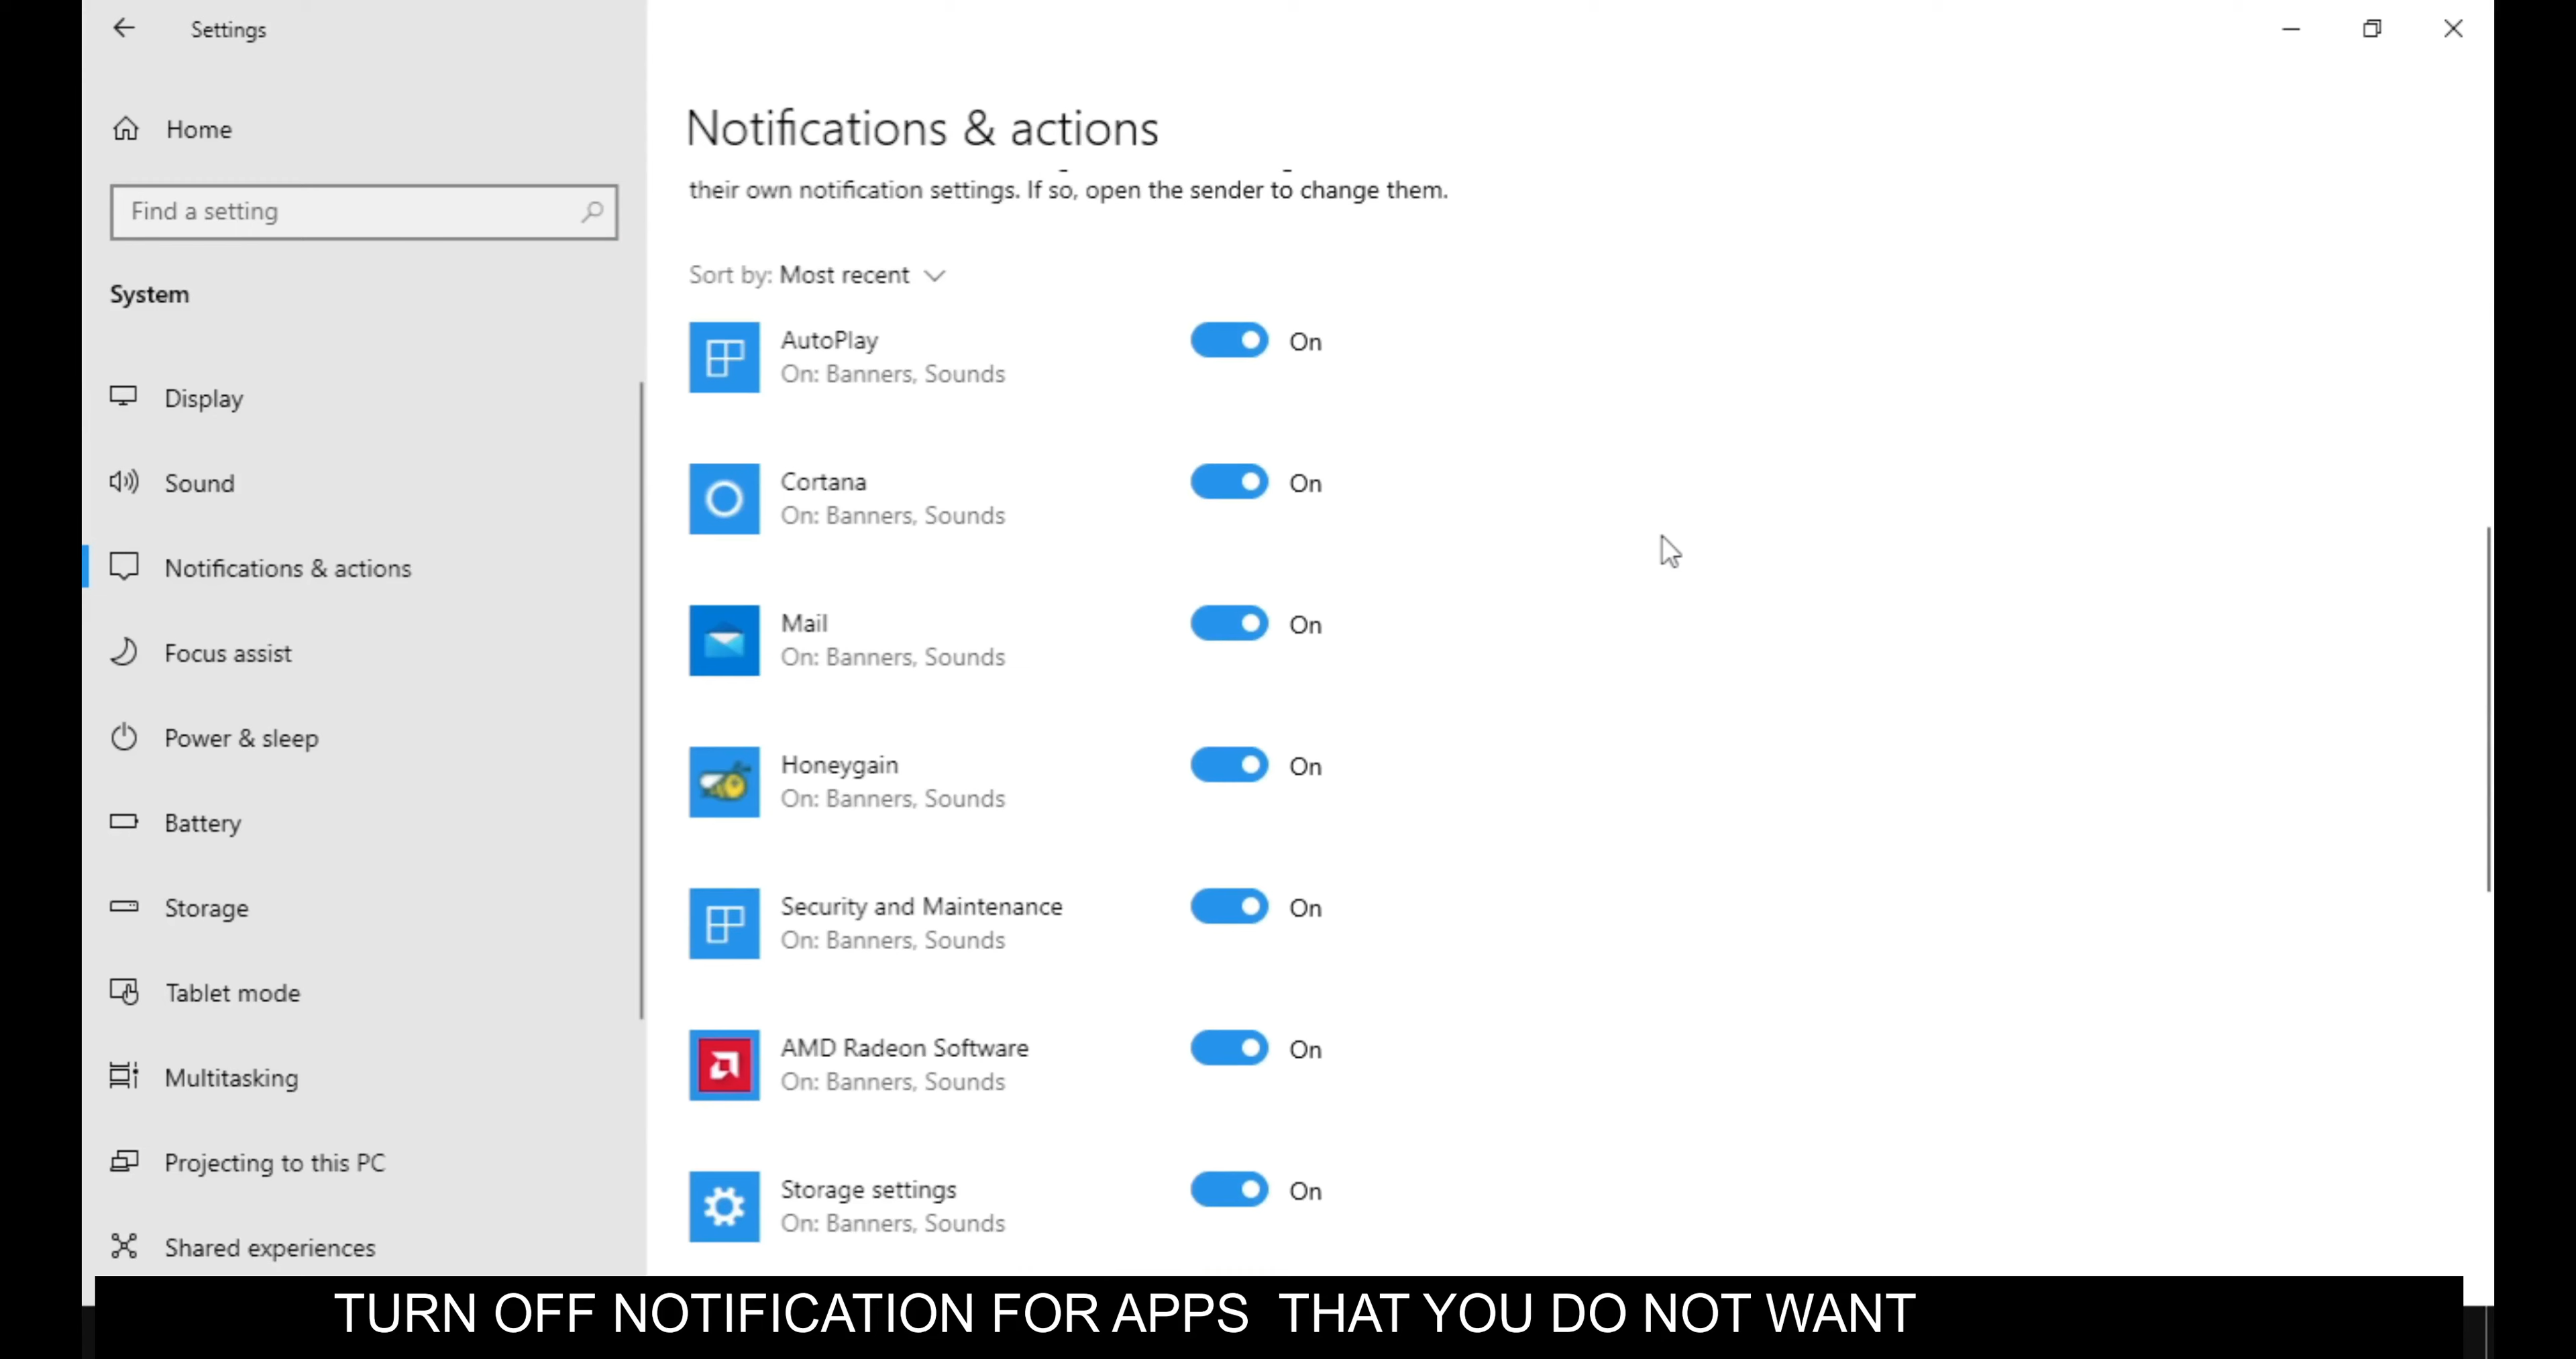 Settings
Home
Find a setting
System
Display
Sound
Notifications & actions
Focus assist
Power & sleep
Battery
Storage
Tablet mode
Multitasking
Projecting to this PC
Shared experiences
Notifications & actions
their own notification settings. If so, open the sender to change them.
Sort by: Most recent
AutoPlay
On: Banners, Sounds
On
Cortana
On: Banners, Sounds
On
Mail
On: Banners, Sounds
On
Honeygain
On: Banners, Sounds
On
Security and Maintenance
On: Banners, Sounds
On
AMD Radeon Software
On: Banners, Sounds
On
Storage settings
On: Banners, Sounds
On
TURN OFF NOTIFICATION FOR APPS THAT YOU DO NOT WANT